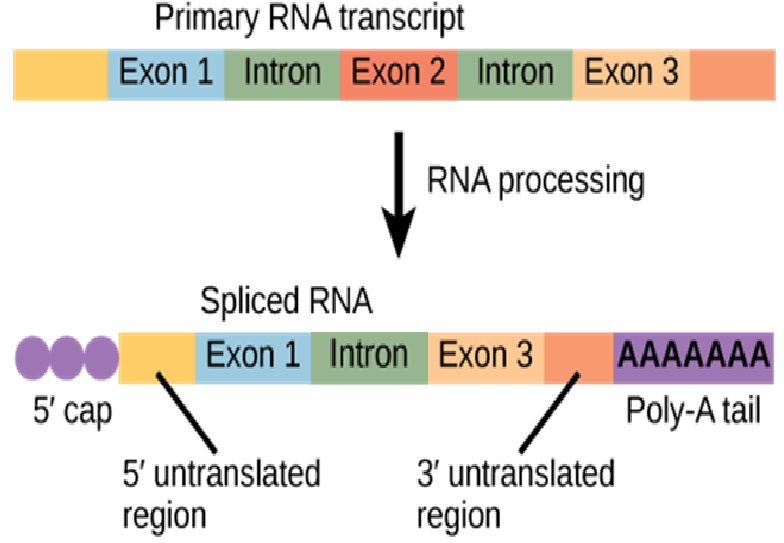 Primary RNA transcript
Exon 1 Intron Exon 2 Intron Exon 3
RNA processing
Spliced RNA
Exon 1 Intron Exon 3 AAAAAAA
5′ cap
Poly-A tail
5′ untranslated
region
3′ untranslated
region